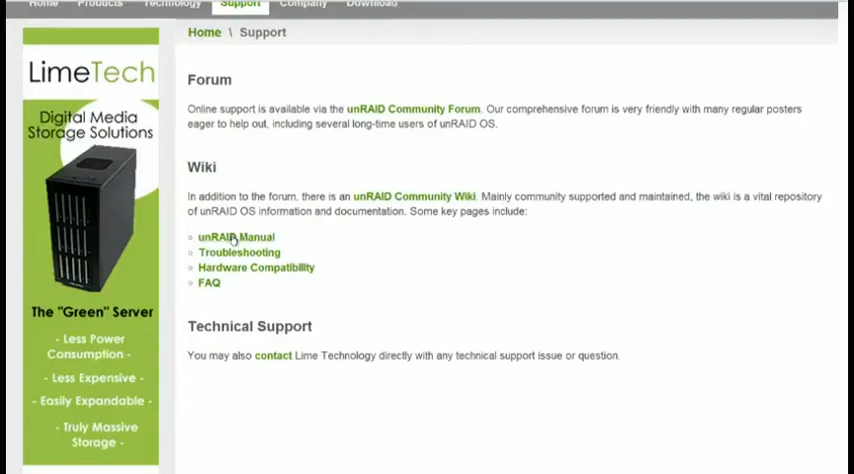 Home Products Technology Support Company Download
Home \ Support
LimeTech
Digital Media
Storage Solutions
The "Green" Server
- Less Power
Consumption -
- Less Expensive -
- Easily Expandable -
- Truly Massive
Storage -
Forum
Online support is available via the unRAID Community Forum. Our comprehensive forum is very friendly with many regular posters
eager to help out, including several long-time users of unRAID OS.
Wiki
In addition to the forum, there is an unRAID Community Wiki. Mainly community supported and maintained, the wiki is a vital repository
of unRAID OS information and documentation. Some key pages include:
unRAID Manual
Troubleshooting
Hardware Compatibility
FAQ
Technical Support
You may also contact Lime Technology directly with any technical support issue or question.